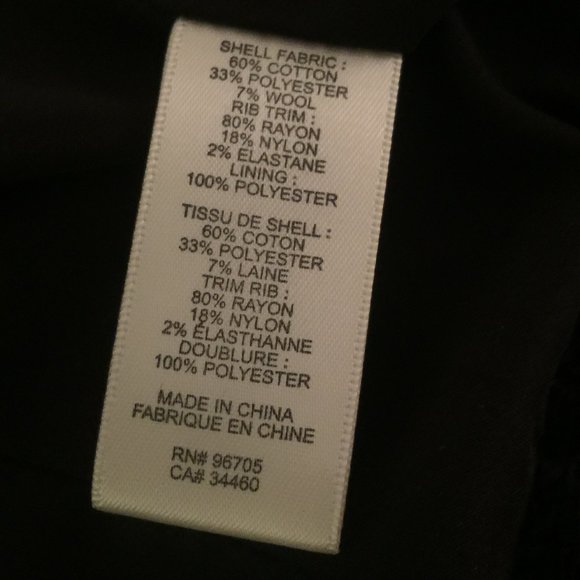 SHELL FABRIC :
60% COTTON
33% POLYESTER
7% WOOL
RIB TRIM :
80% RAYON
18% NYLON
2% ELASTANE
LINING :
100% POLYESTER
TISSU DE SHELL :
60% COTON
33% POLYESTER
7% LAINE
TRIM RIB :
80% RAYON
18% NYLON
2% ÉLASTHANNE
DOUBLURE :
100% POLYESTER
MADE IN CHINA
FABRIQUE EN CHINE
RN# 96705
CA# 34460